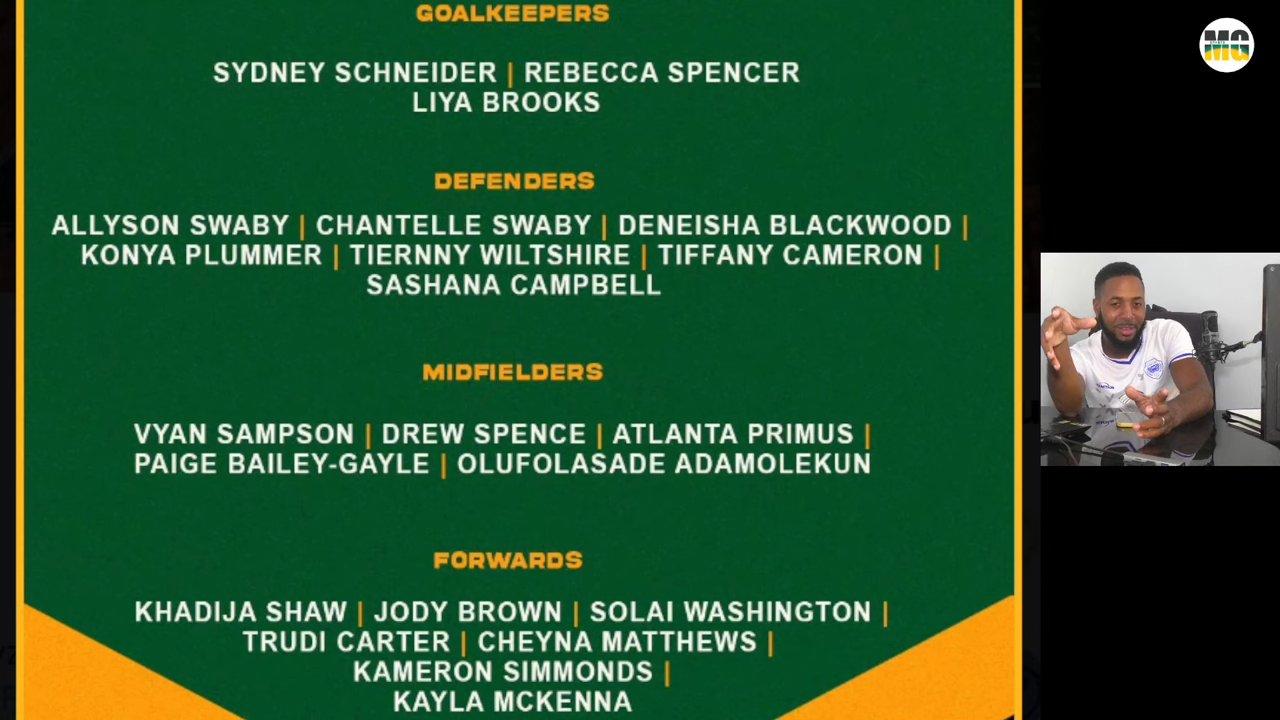 GOALKEEPERS
SYDNEY SCHNEIDER | REBECCA SPENCER
LIYA BROOKS
DEFENDERS
ALLYSON SWABY | CHANTELLE SWABY | DENEISHA BLACKWOOD |
KONYA PLUMMER | TIERNNY WILTSHIRE | TIFFANY CAMERON |
SASHANA CAMPBELL
MIDFIELDERS
VYAN SAMPSON | DREW SPENCE | ATLANTA PRIMUS |
PAIGE BAILEY-GAYLE | OLUFOLASADE ADAMOLEKUN
FORWARDS
KHADIJA SHAW | JODY BROWN | SOLAI WASHINGTON |
TRUDI CARTER | CHEYNA MATTHEWS |
KAMERON SIMMONDS |
KAYLA MCKENNA
MG